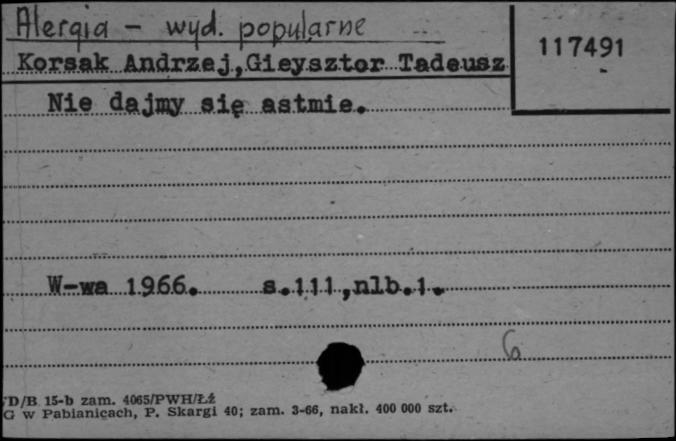 Alergia - wyd. popularne
117491
Korsak Andrzej,Gieysztor Tadeusz
Nie dajmy się astmie.
W-wa 1966. s.111,nlb.1.
6
D/B 15-b zam. 4065/PWH/Łź
G w Pabianicach, P. Skargi 40; zam. 3-66, nakł. 400 000 szt.